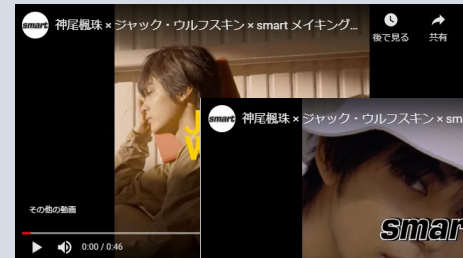 smart 神尾楓珠 × ジャック・ウルフスキン × smart メイキング...
後で見る 共有
smart 神尾楓珠 × ジャック・ウルフスキン × sm
smar
その他の動画
0:00 / 0:46